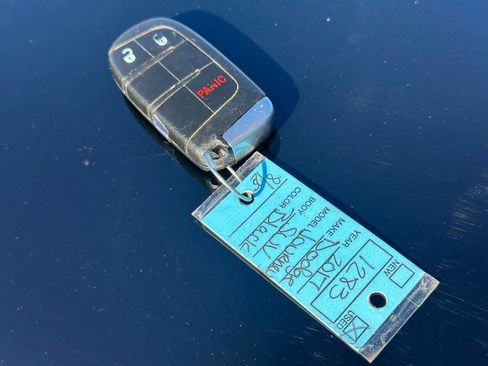 PANIC
NEW
USED
1283
YEAR 2017
MAKE Dodge
MODEL Journey
BODY SUV
COLOR Black